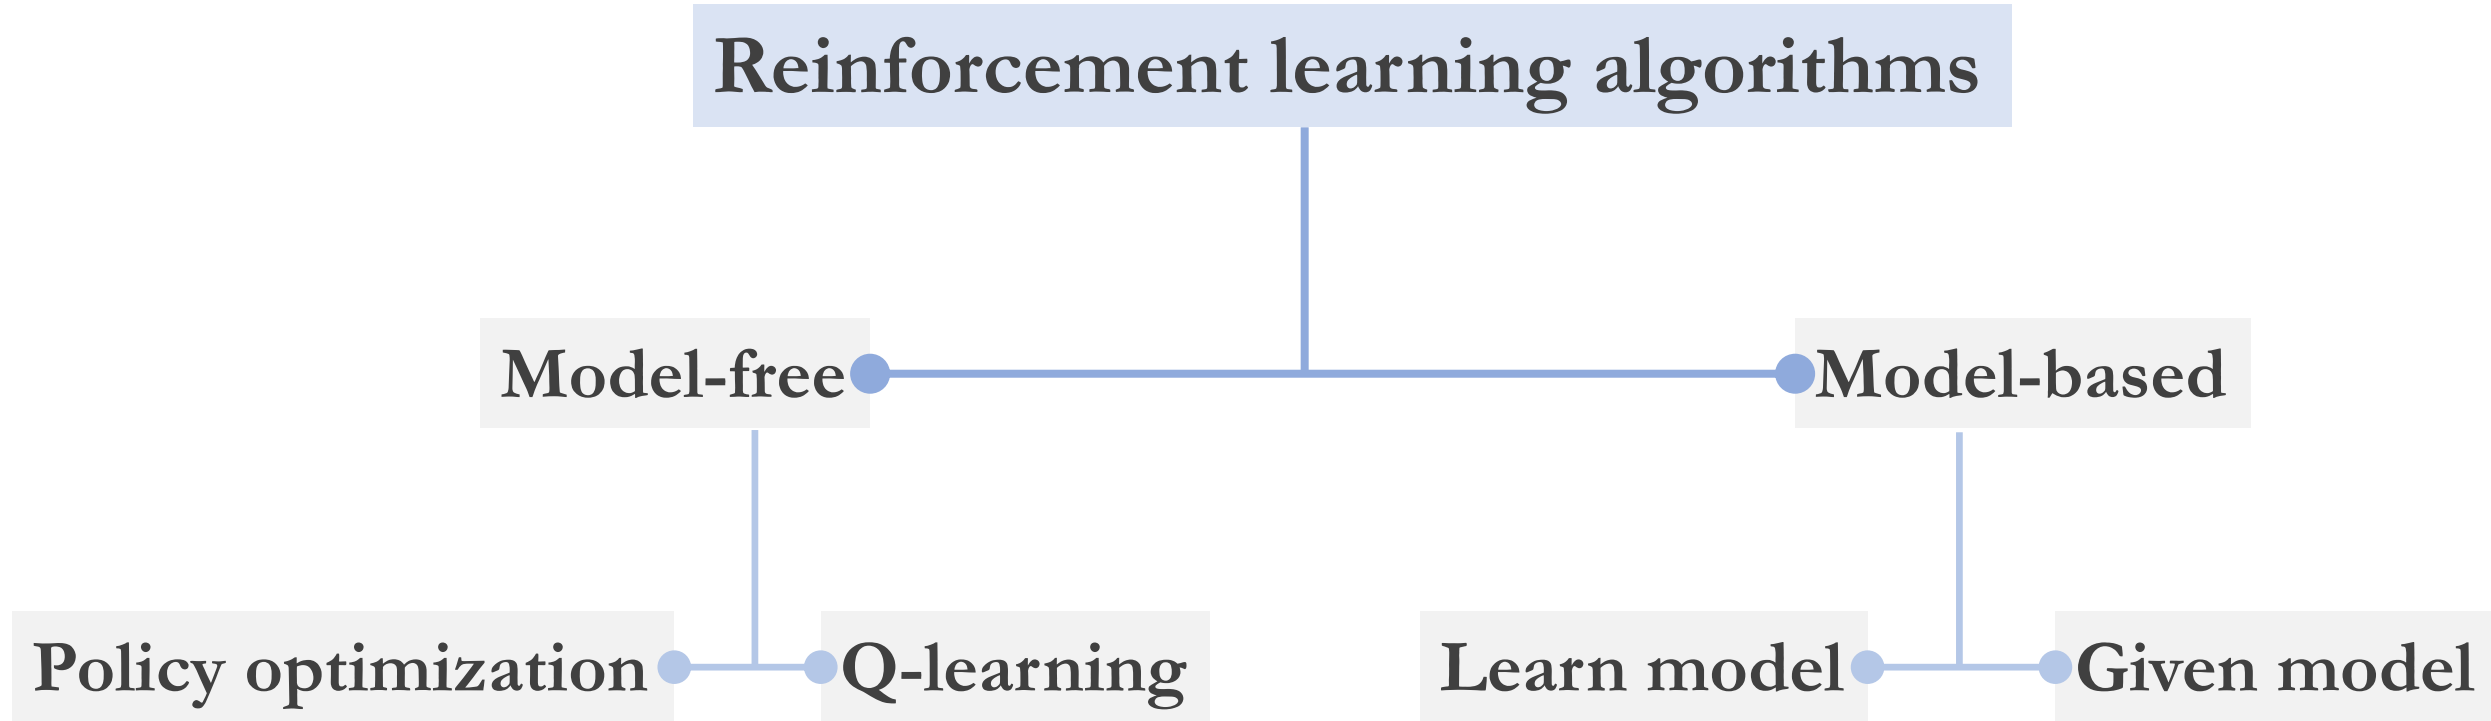 Reinforcement learning algorithms
Model-free
Model-based
Policy optimization
Q-learning
Learn model
Given model